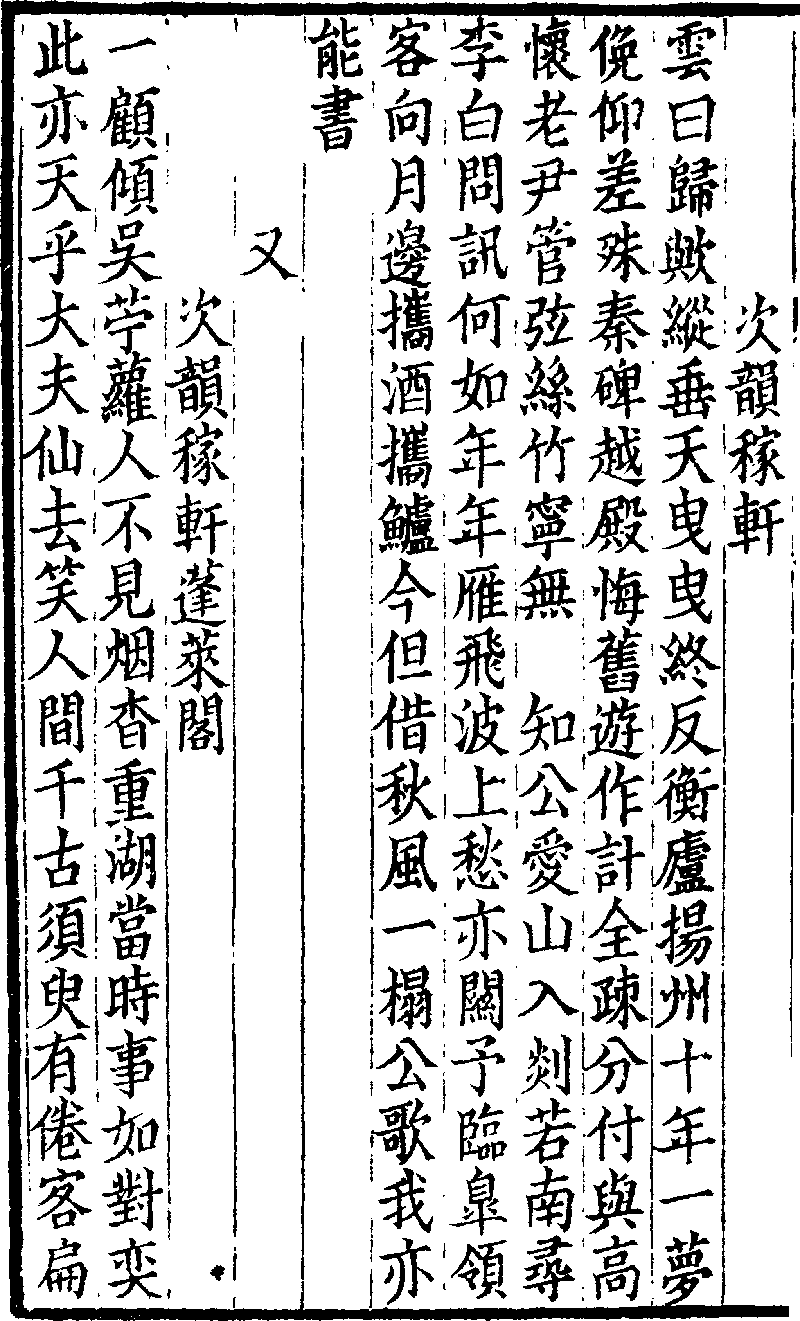 次韻稼軒
雲曰歸歟縱垂天曳曳終反衡廬揚州十年一夢
俛仰差殊秦碑越殿悔舊遊作計全踈分付與高
懷老尹管弦絲竹寧無　知公愛山入剡若南尋
李白問訊何如年年雁飛波上愁亦關予臨臯領
客向月邊攜酒攜鱸今但借秋風一榻公歌我亦
能書
又
次韻稼軒蓬萊閣
一顧傾吳苧蘿人不見烟杳重湖當時事如對奕
此亦天乎大夫仙去笑人間千古須臾有倦客扁